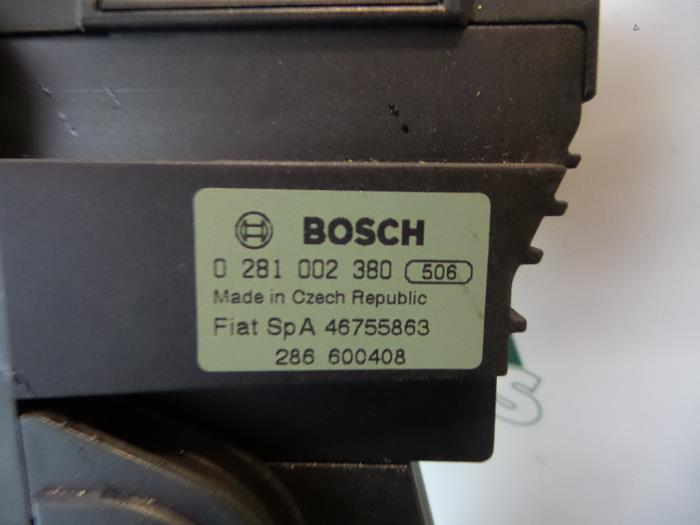 BOSCH
0 281 002 380 506
Made in Czech Republic
Fiat SpA 46755863
286 600408